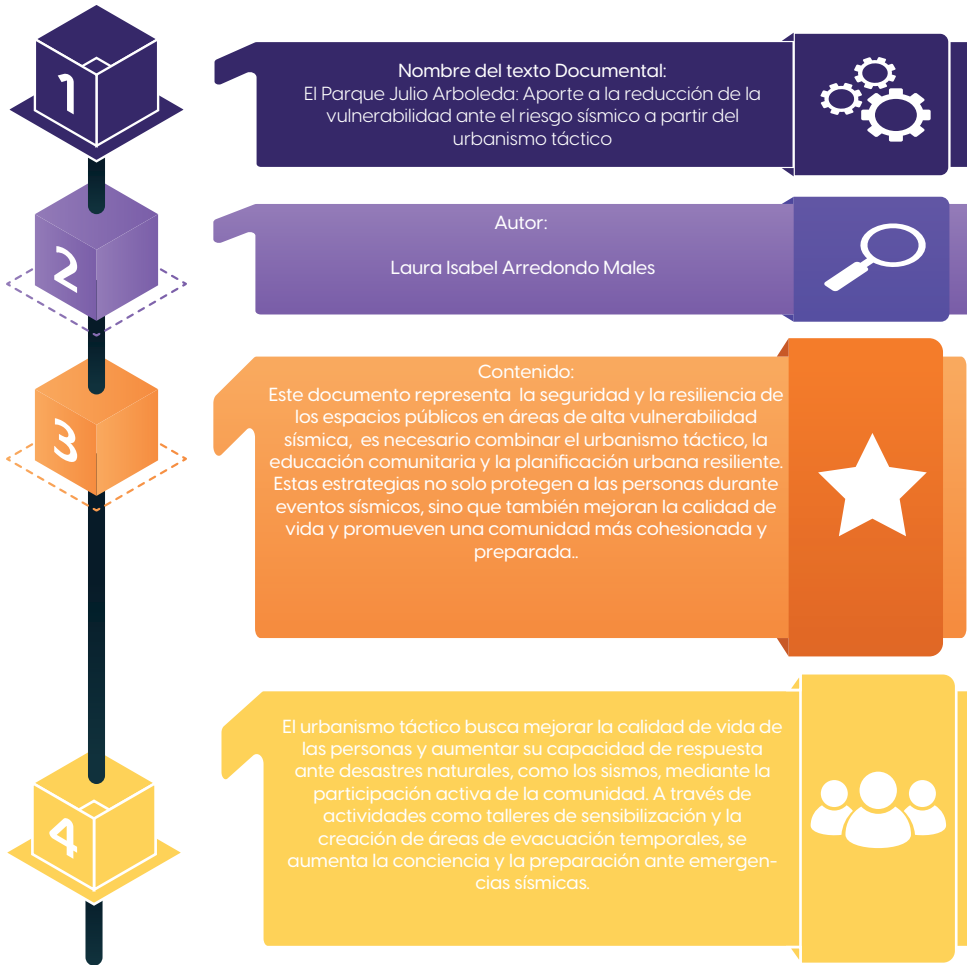 1
Nombre del texto Documental:
El Parque Julio Arboleda: Aporte a la reducción de la
vulnerabilidad ante el riesgo sísmico a partir del
urbanismo táctico
2
Autor:
Laura Isabel Arredondo Males
3
Contenido:
Este documento representa  la seguridad y la resiliencia de
los espacios públicos en áreas de alta vulnerabilidad
sísmica,  es necesario combinar el urbanismo táctico, la
educación comunitaria y la planificación urbana resiliente.
Estas estrategias no solo protegen a las personas durante
eventos sísmicos, sino que también mejoran la calidad de
vida y promueven una comunidad más cohesionada y
preparada..
4
El urbanismo táctico busca mejorar la calidad de vida de
las personas y aumentar su capacidad de respuesta
ante desastres naturales, como los sismos, mediante la
participación activa de la comunidad. A través de
actividades como talleres de sensibilización y la
creación de áreas de evacuación temporales, se
aumenta la conciencia y la preparación ante emergen-
cias sísmicas.